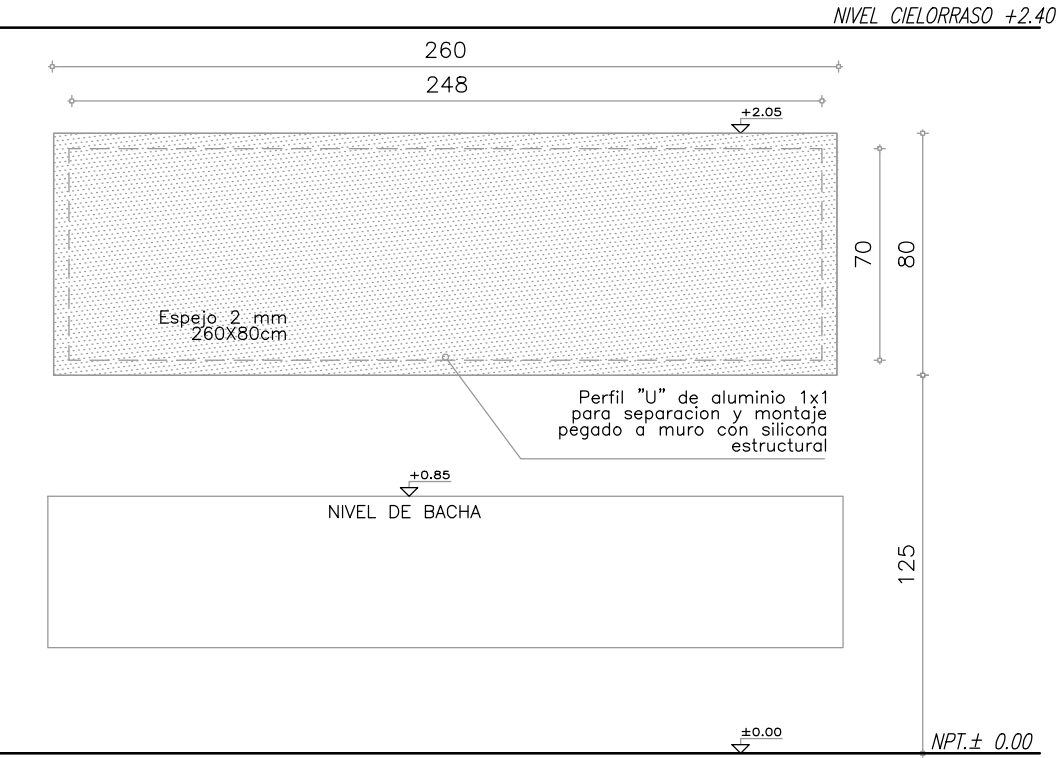 NIVEL CIELORRASO +2.40
260
248
+2.05
70
80
Espejo 2 mm
260X80cm
Perfil "U" de aluminio 1x1
para separacion y montaje
pegado a muro con silicona
estructural
+0.85
NIVEL DE BACHA
125
±0.00
NPT.± 0.00